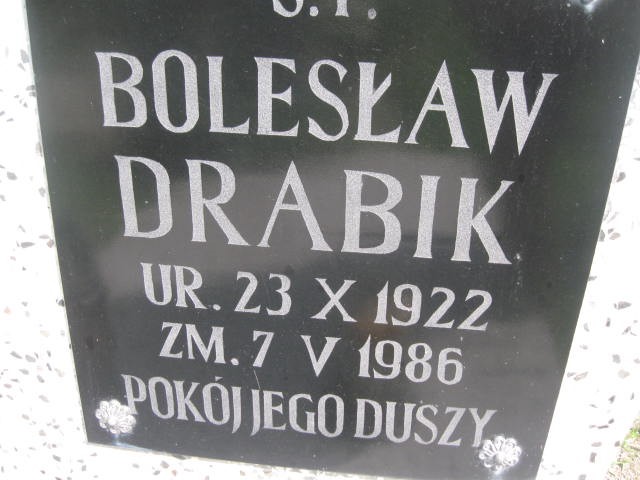 Ś.P.
BOLESŁAW
DRABIK
UR. 23 X 1922
ZM. 7 V 1986
POKÓJ JEGO DUSZY